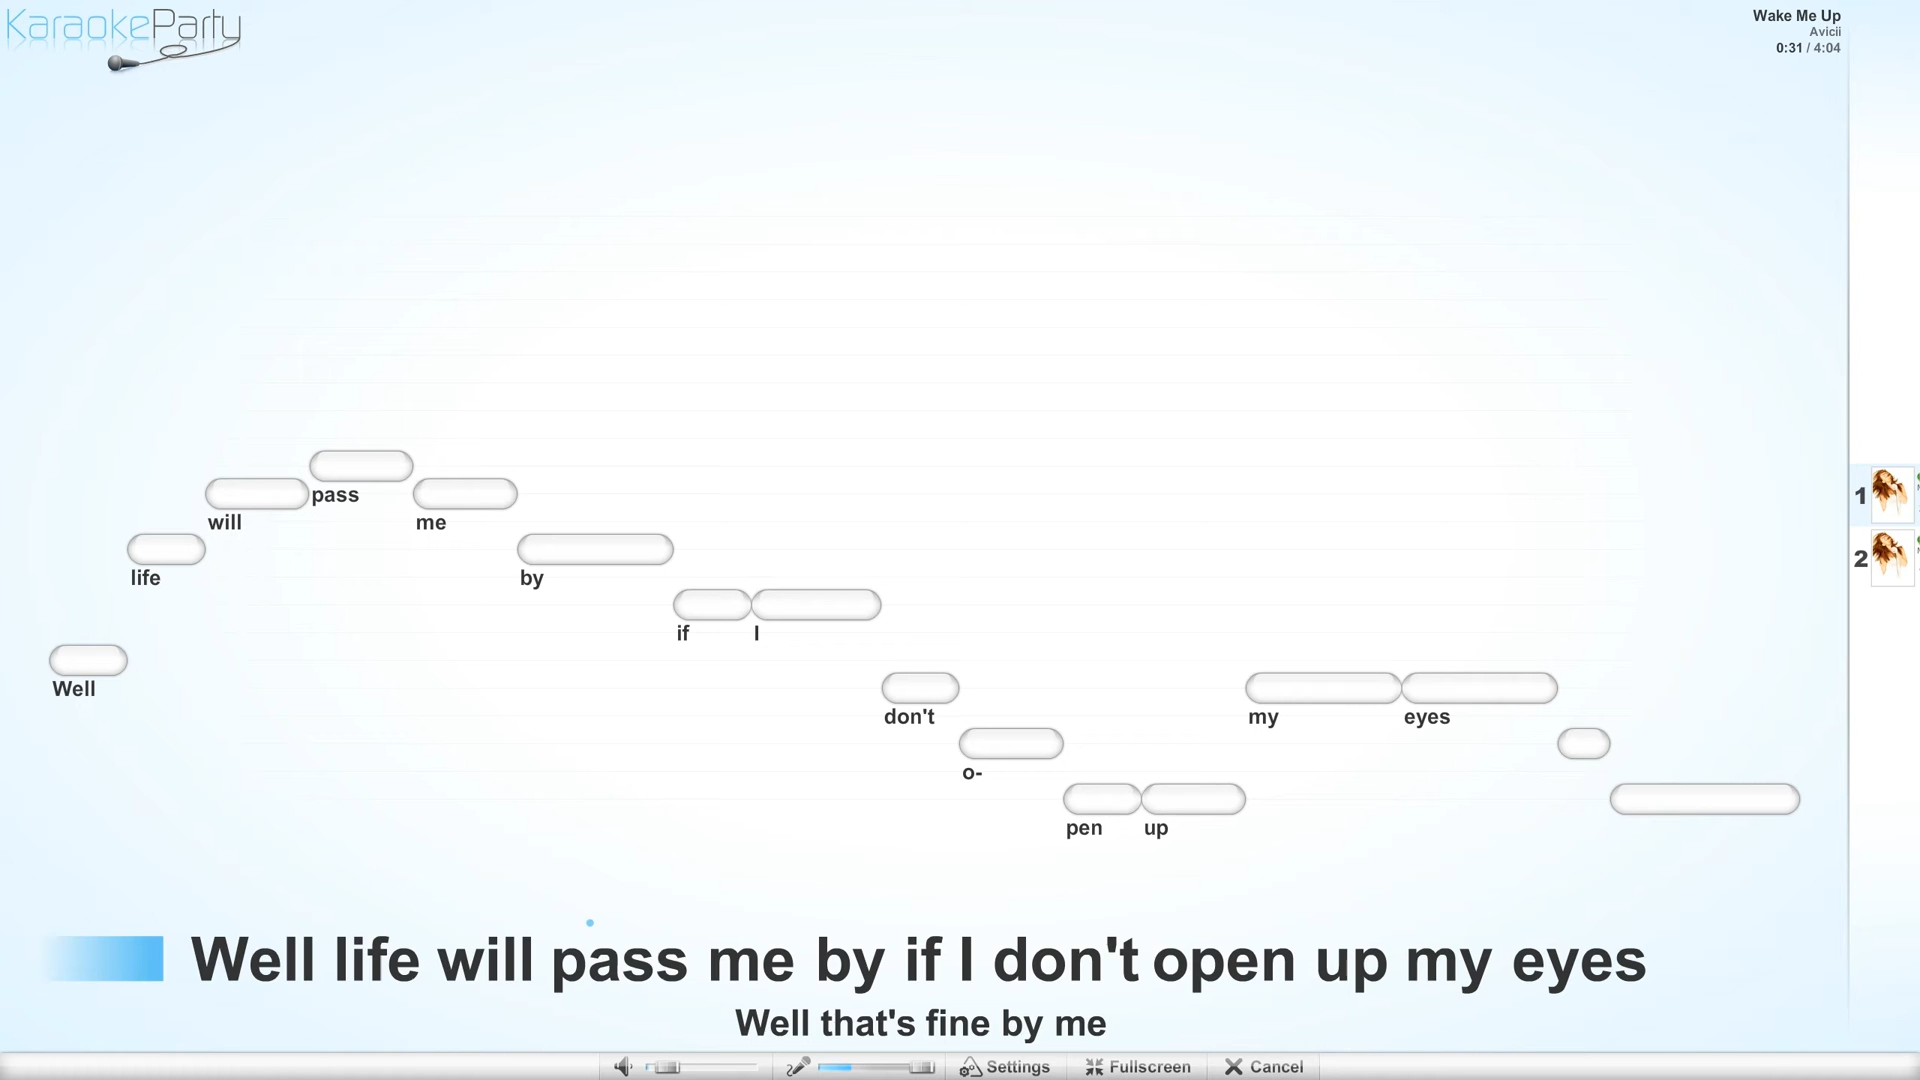 KaraokeParty
Wake Me Up
Avicii
0:31 / 4:04
pass
will
me
life
by
if
I
Well
don't
my
eyes
o-
pen
up
1
2
Well life will pass me by if I don't open up my eyes
Well that's fine by me
Settings
Fullscreen
Cancel